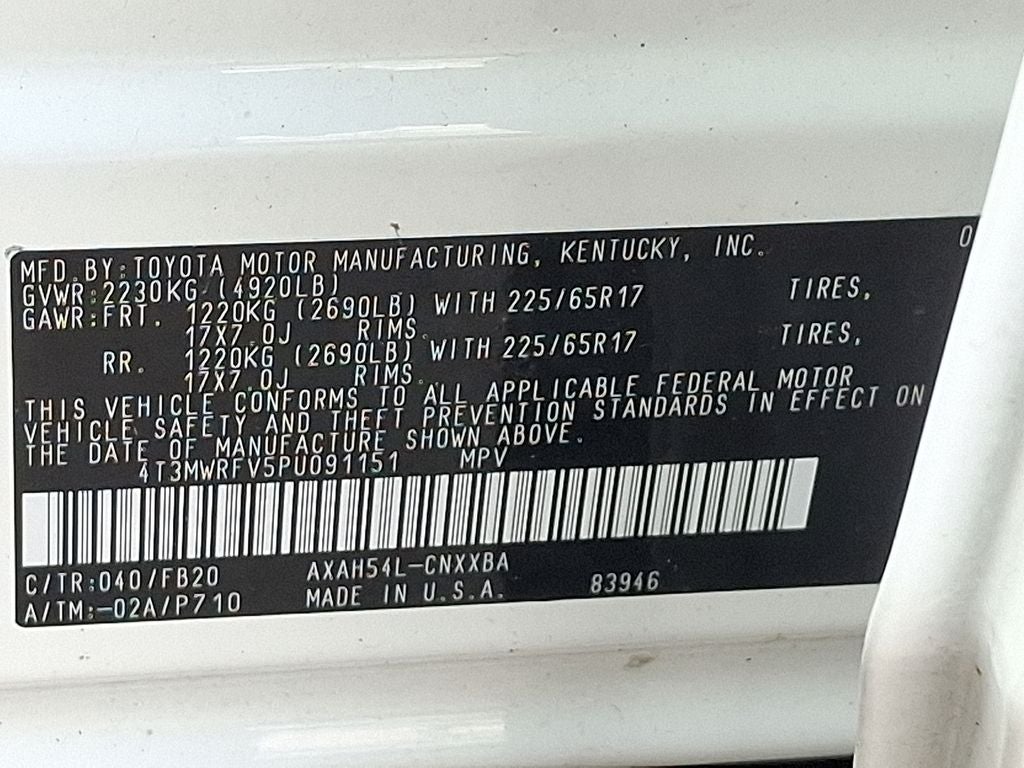 MFD. BY: TOYOTA MOTOR MANUFACTURING, KENTUCKY, INC. 0
GVWR: 2230KG (4920LB)
GAWR: FRT. 1220KG (2690LB) WITH 225/65R17 TIRES,
17X7.0J RIMS.
RR. 1220KG (2690LB) WITH 225/65R17 TIRES,
17X7.0J RIMS.
THIS VEHICLE CONFORMS TO ALL APPLICABLE FEDERAL MOTOR
VEHICLE SAFETY AND THEFT PREVENTION STANDARDS IN EFFECT ON
THE DATE OF MANUFACTURE SHOWN ABOVE.
4T3MWRFV5PU091151 MPV
C/TR:040/FB20 AXAH54L-CNXXBA
A/TM:-02A/P710 MADE IN U.S.A. 83946